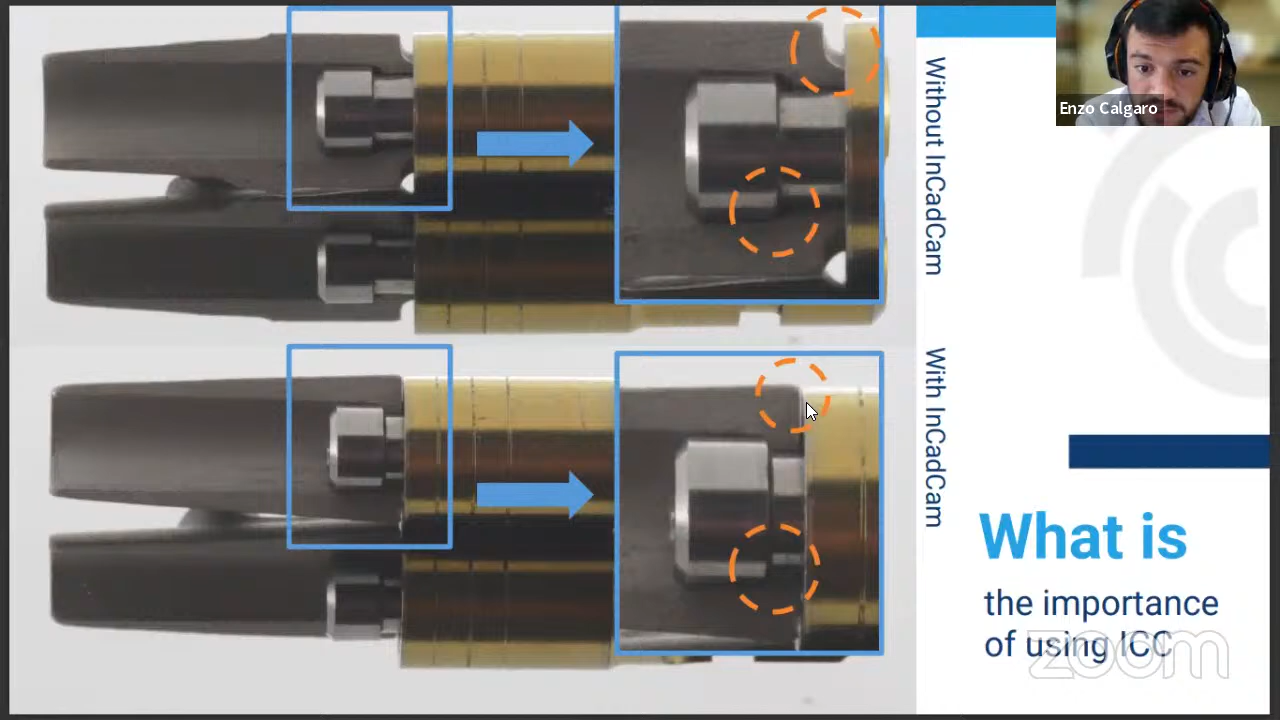 Without InCadCam
Enzo Calgaro
With InCadCam
What is
the importance
of using ICC
zoom